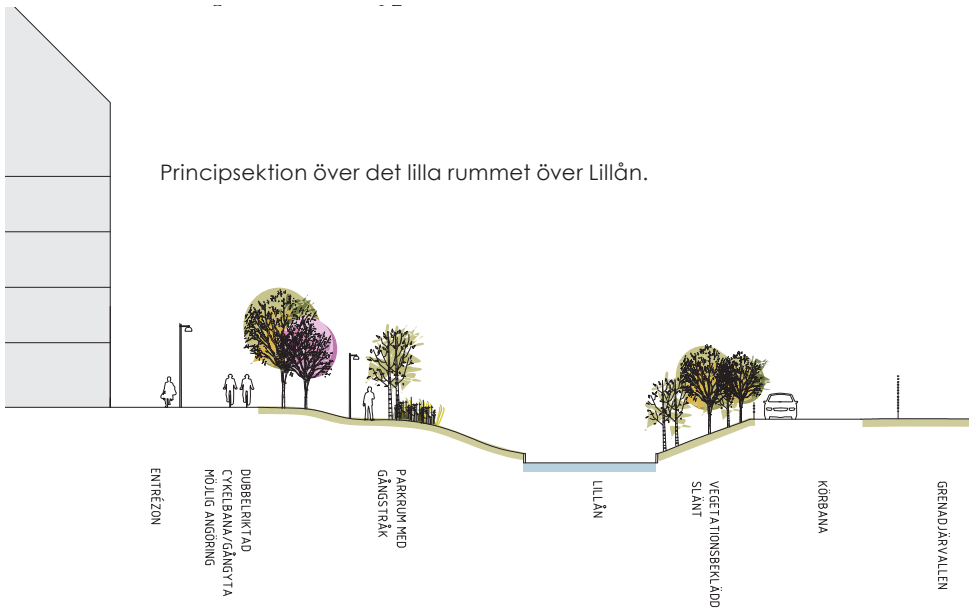 Principsektion över det lilla rummet över Lillån.
ENTRÉZON
DUBBELRIKTAD
CYKELBANA/GÅNGYTA
MÖJLIG ANGÖRING
PARKRUM MED
GÅNGSTRÅK
LILLÅN
VEGETATIONSBEKLÄDD
SLÄNT
KÖRBANA
GRENADJÄRVALLEN